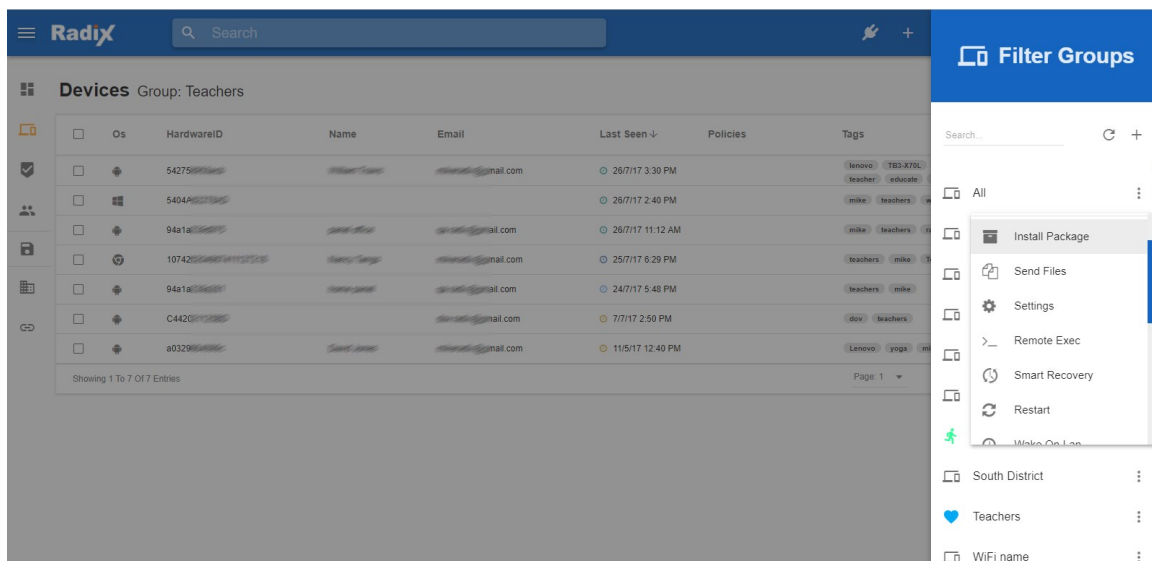 RadiX
Search
Filter Groups
Devices Group: Teachers
Search...
Os HardwareID Name Email Last Seen Policies Tags
54275 mail.com 26/7/17 3:30 PM lenovo TB3-X70L
teacher educate
5404A 26/7/17 2:40 PM mike teachers
94a1a mail.com 26/7/17 11:12 AM mike teachers
10742 mail.com 25/7/17 6:29 PM teachers mike
94a1a ail.com 24/7/17 5:48 PM teachers mike
C4420 mail.com 7/7/17 2:50 PM dov teachers
a0329 mail.com 11/5/17 12:40 PM Lenovo yoga
Showing 1 To 7 Of 7 Entries Page: 1
All
Install Package
Send Files
Settings
Remote Exec
Smart Recovery
Restart
Wake On Lan
South District
Teachers
WiFi name